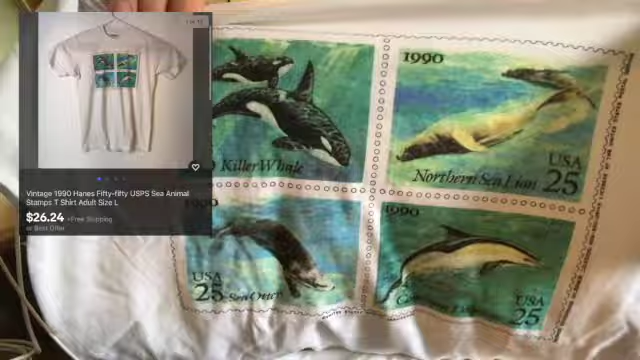 Vintage 1990 Hanes Fifty-fifty USPS Sea Animal
Stamps T Shirt Adult Size L
$26.24 +Free Shipping
or Best Offer
Killer Whale
1990
Northern Sea Lion
USA
25
1990
USA
25 Sea Otter
1990
USA
25